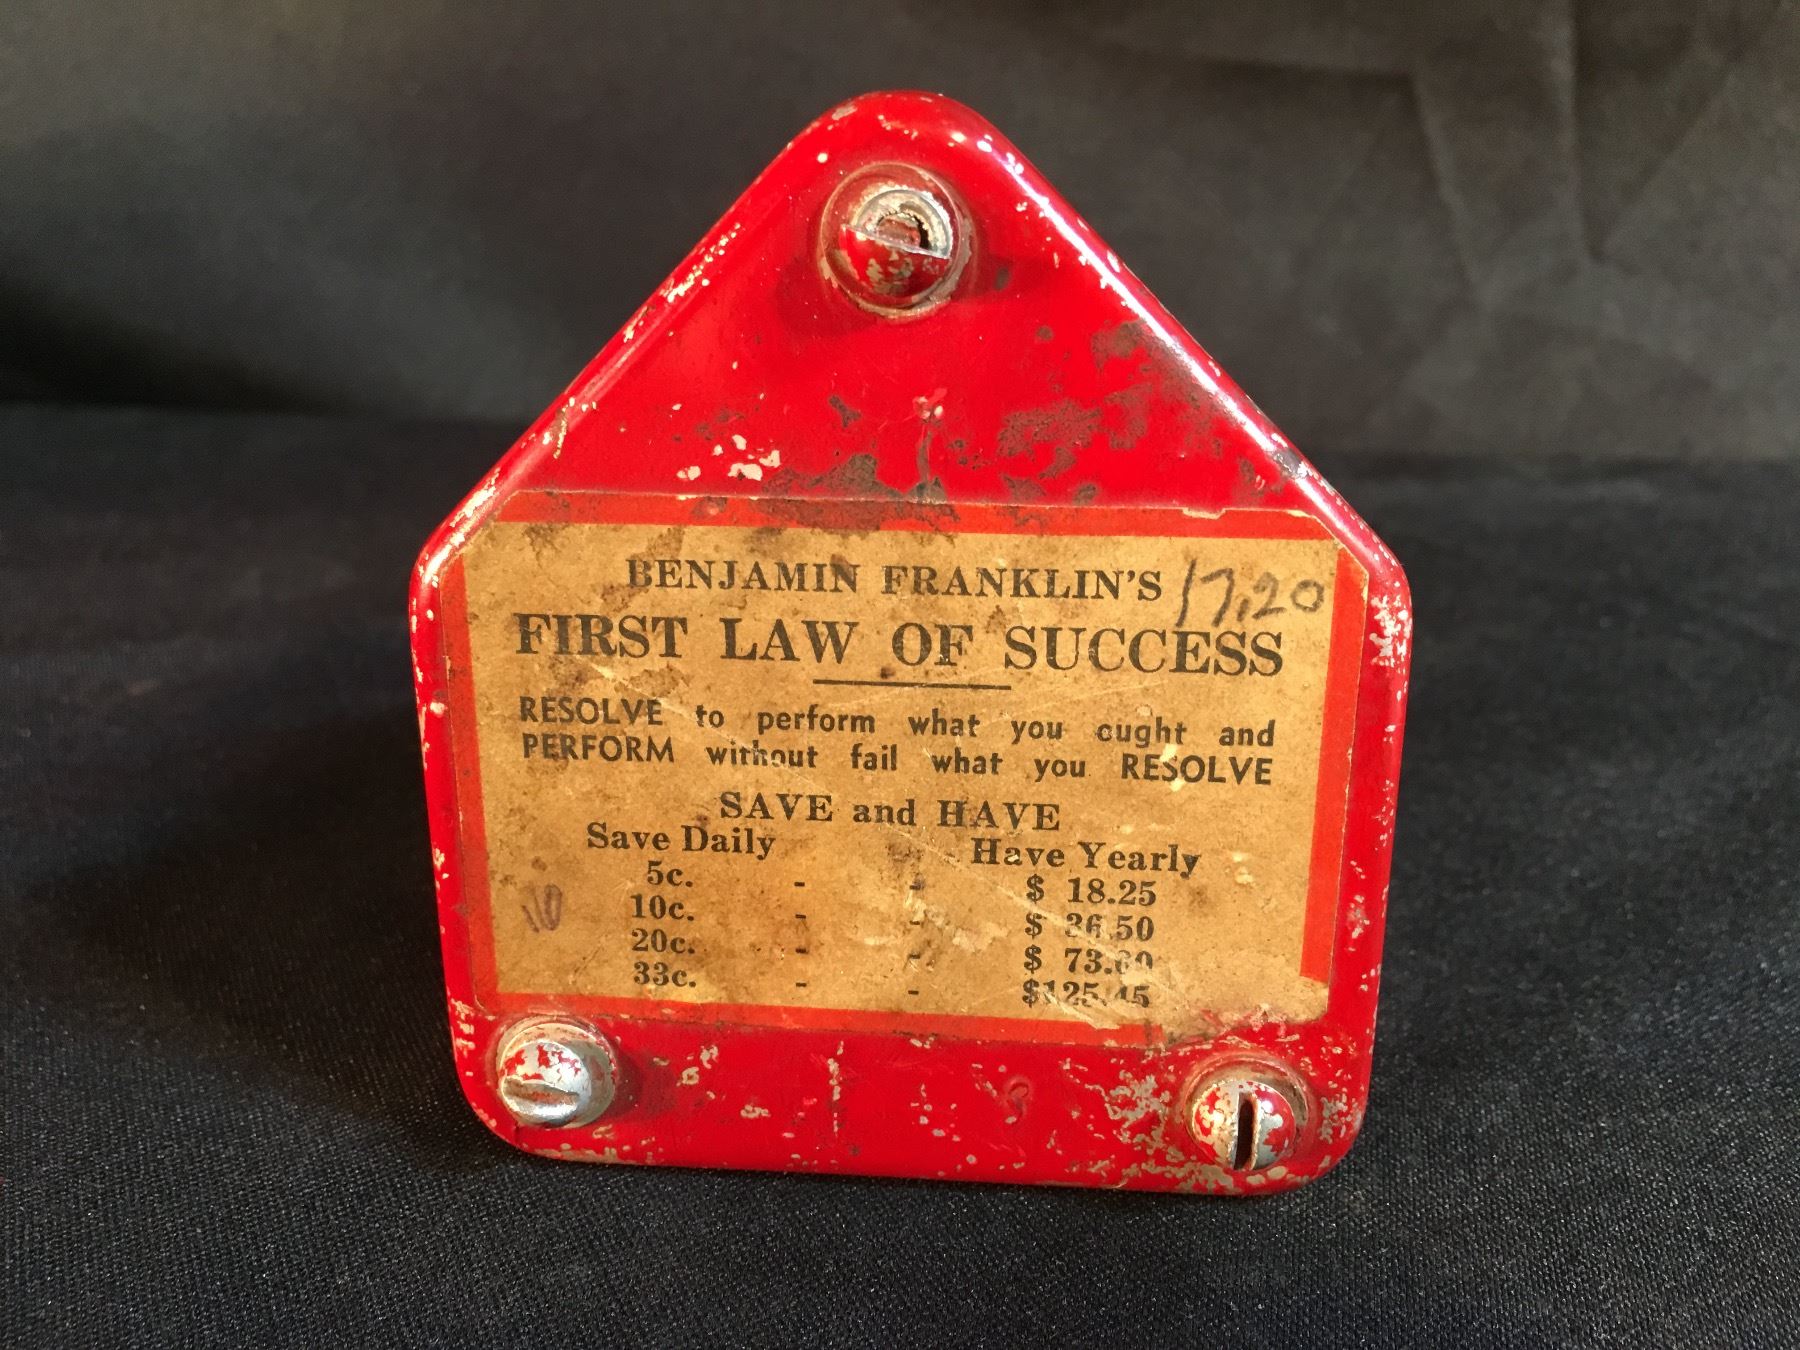 BENJAMIN FRANKLIN'S 17,20
FIRST LAW OF SUCCESS
RESOLVE to perform what you ought and
PERFORM without fail what you RESOLVE
SAVE and HAVE
Save Daily Have Yearly
5c. - - $ 18.25
10c. - - $ 36.50
10
20c. - - $ 73.00
33c. - - $125.45